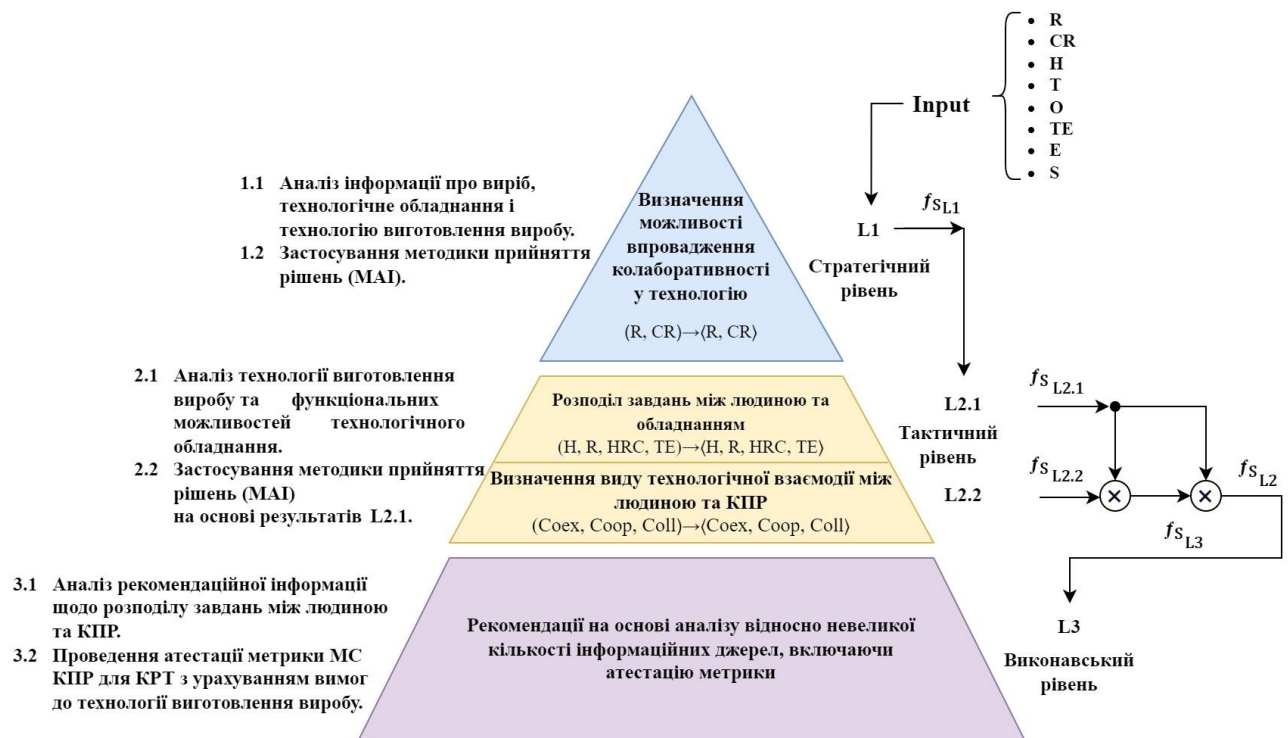 • R
• CR
• H
• T
• O
• TE
• E
• S
Input
1.1 Аналіз інформації про виріб,
технологічне обладнання і
технологію виготовлення виробу.
1.2 Застосування методики прийняття
рішень (МАІ).
Визначення
можливості
впровадження
колаборативності
у технологію
(R, CR)→⟨R, CR⟩
L1
f_{S_{L1}}
Стратегічний
рівень
2.1 Аналіз технології виготовлення
виробу та функціональних
можливостей технологічного
обладнання.
2.2 Застосування методики прийняття
рішень (МАІ)
на основі результатів L2.1.
Розподіл завдань між людиною та
обладнанням
(H, R, HRC, TE)→⟨H, R, HRC, TE⟩
Визначення виду технологічної взаємодії між
людиною та КПР
(Coex, Coop, Coll)→⟨Coex, Coop, Coll⟩
L2.1
Тактичний
рівень
L2.2
f_{S_{L2.1}}
f_{S_{L2.2}}
f_{S_{L2}}
f_{S_{L3}}
3.1 Аналіз рекомендаційної інформації
щодо розподілу завдань між людиною
та КПР.
3.2 Проведення атестації метрики МС
КПР для КРТ з урахуванням вимог
до технології виготовлення виробу.
Рекомендації на основі аналізу відносно невеликої
кількості інформаційних джерел, включаючи
атестацію метрики
L3
Виконавський
рівень